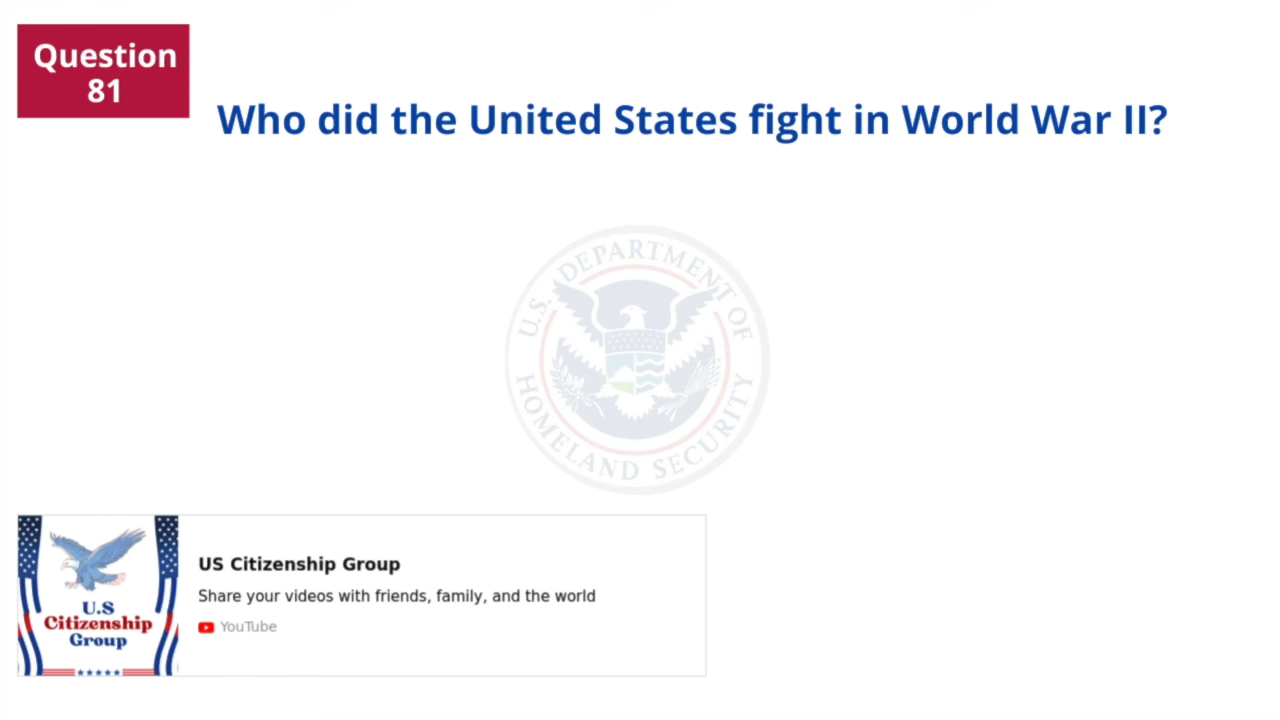 Question
81
Who did the United States fight in World War II?
U.S. DEPARTMENT OF
HOMELAND SECURITY
U.S
Citizenship
Group
US Citizenship Group
Share your videos with friends, family, and the world
YouTube